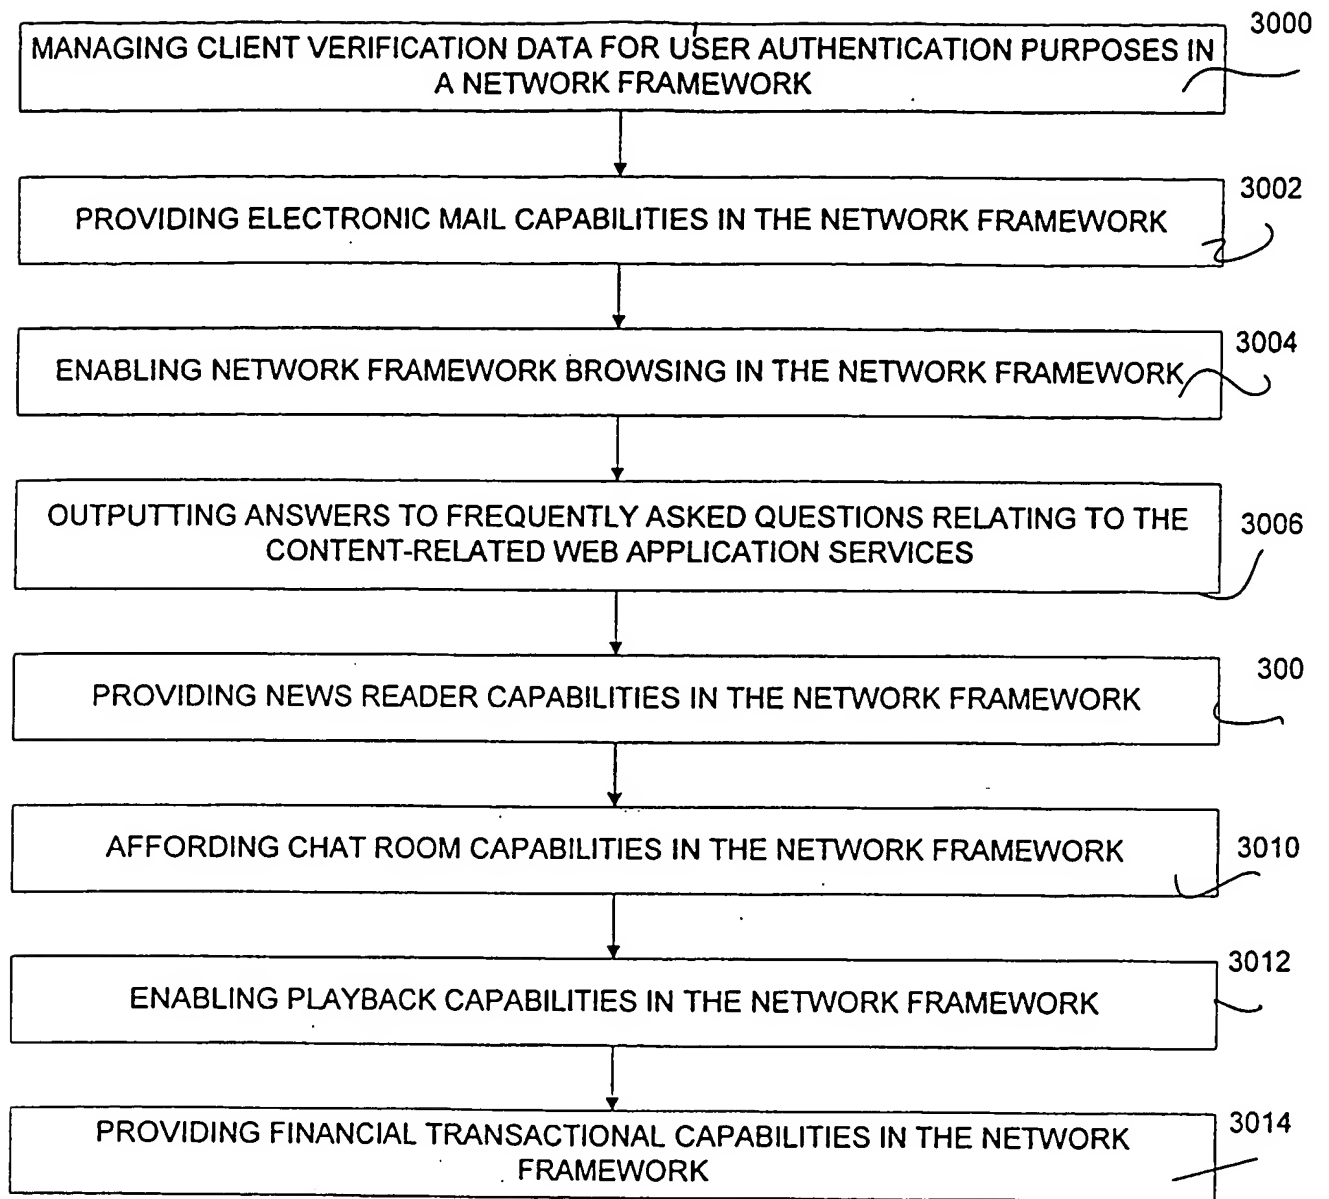 3000
MANAGING CLIENT VERIFICATION DATA FOR USER AUTHENTICATION PURPOSES IN
A NETWORK FRAMEWORK
3002
PROVIDING ELECTRONIC MAIL CAPABILITIES IN THE NETWORK FRAMEWORK
3004
ENABLING NETWORK FRAMEWORK BROWSING IN THE NETWORK FRAMEWORK
OUTPUTTING ANSWERS TO FREQUENTLY ASKED QUESTIONS RELATING TO THE
3006
CONTENT-RELATED WEB APPLICATION SERVICES
300
PROVIDING NEWS READER CAPABILITIES IN THE NETWORK FRAMEWORK
AFFORDING CHAT ROOM CAPABILITIES IN THE NETWORK FRAMEWORK
3010
3012
ENABLING PLAYBACK CAPABILITIES IN THE NETWORK FRAMEWORK
3014
PROVIDING FINANCIAL TRANSACTIONAL CAPABILITIES IN THE NETWORK
FRAMEWORK